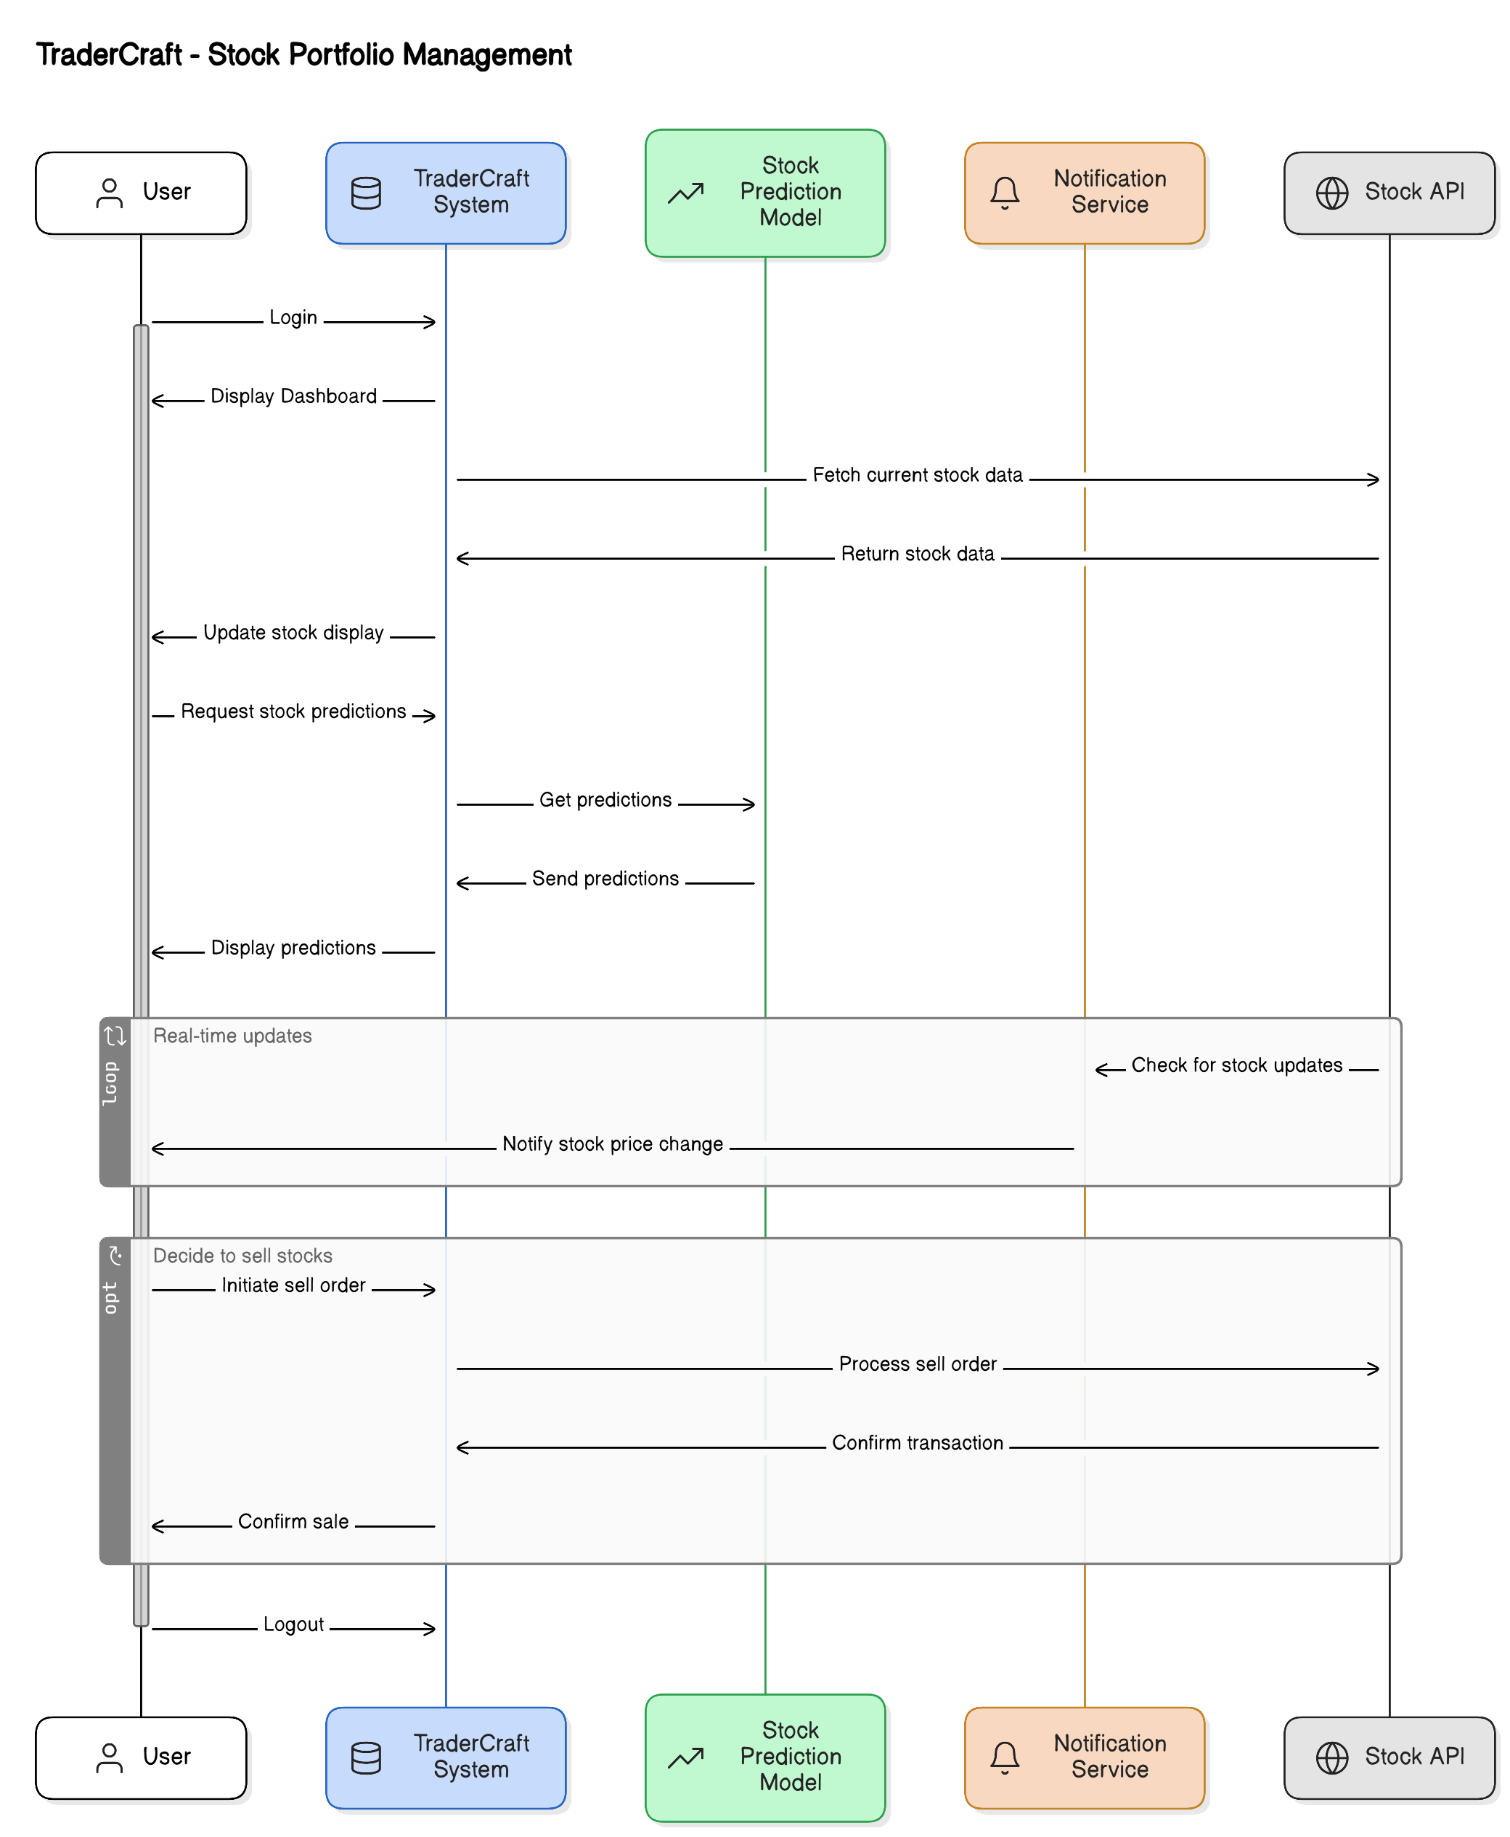 TraderCraft - Stock Portfolio Management
User
TraderCraft
System
Stock
Prediction
Model
Notification
Service
Stock API
Login
Display Dashboard
Fetch current stock data
Return stock data
Update stock display
Request stock predictions
Get predictions
Send predictions
Display predictions
loop
Real-time updates
Check for stock updates
Notify stock price change
opt
Decide to sell stocks
Initiate sell order
Process sell order
Confirm transaction
Confirm sale
Logout
User
TraderCraft
System
Stock
Prediction
Model
Notification
Service
Stock API